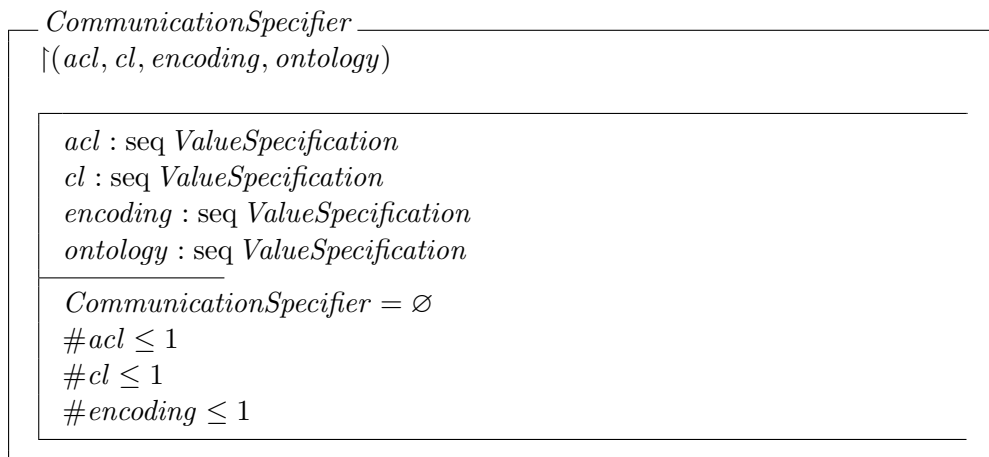 CommunicationSpecifier
↾(acl, cl, encoding, ontology)
acl : seq ValueSpecification
cl : seq ValueSpecification
encoding : seq ValueSpecification
ontology : seq ValueSpecification
CommunicationSpecifier = ∅
#acl ≤ 1
#cl ≤ 1
#encoding ≤ 1